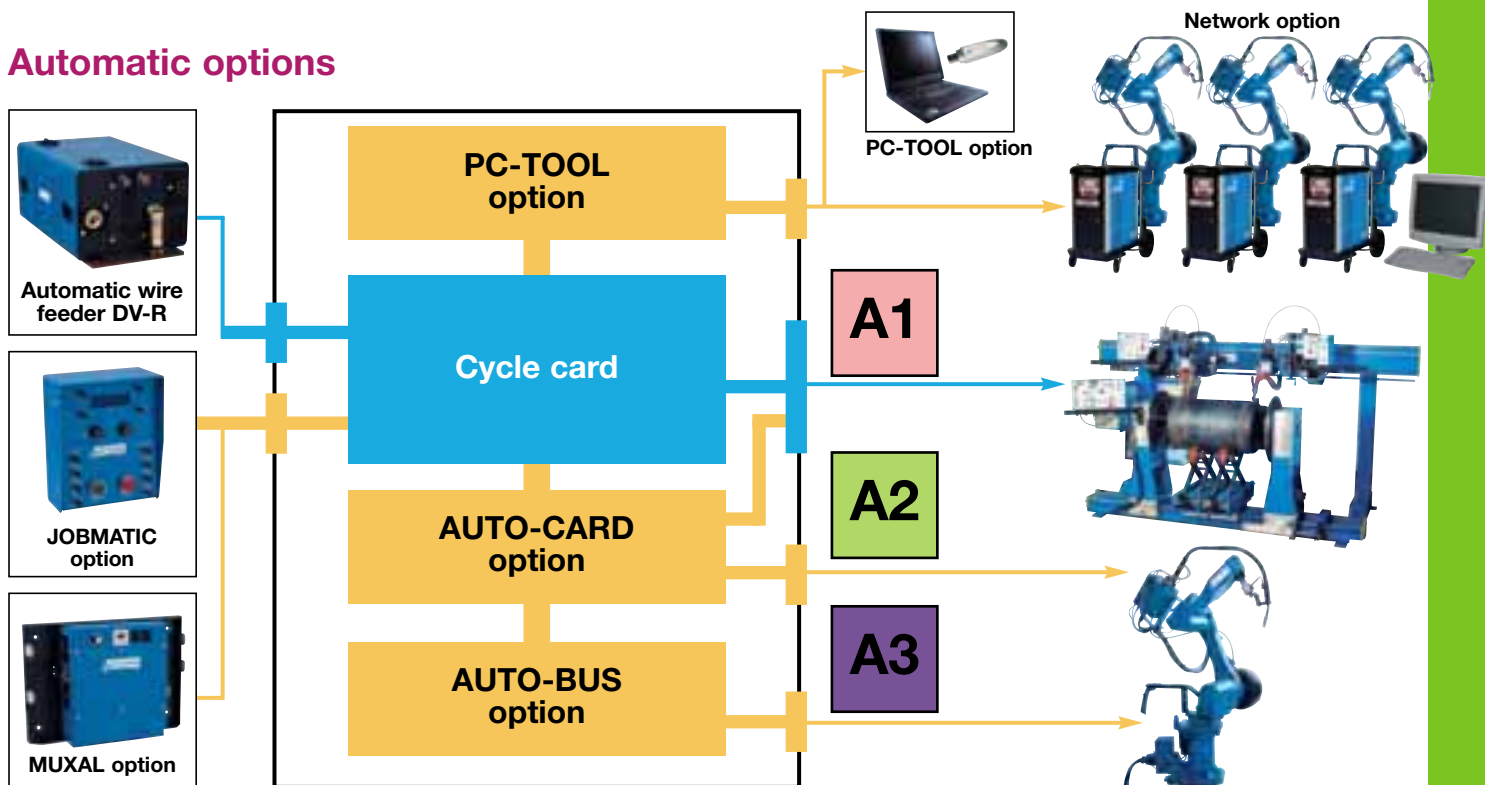 Automatic options
Network option
PC-TOOL option
Automatic wire
feeder DV-R
JOBMATIC
option
MUXAL option
PC-TOOL
option
Cycle card
AUTO-CARD
option
AUTO-BUS
option
A1
A2
A3